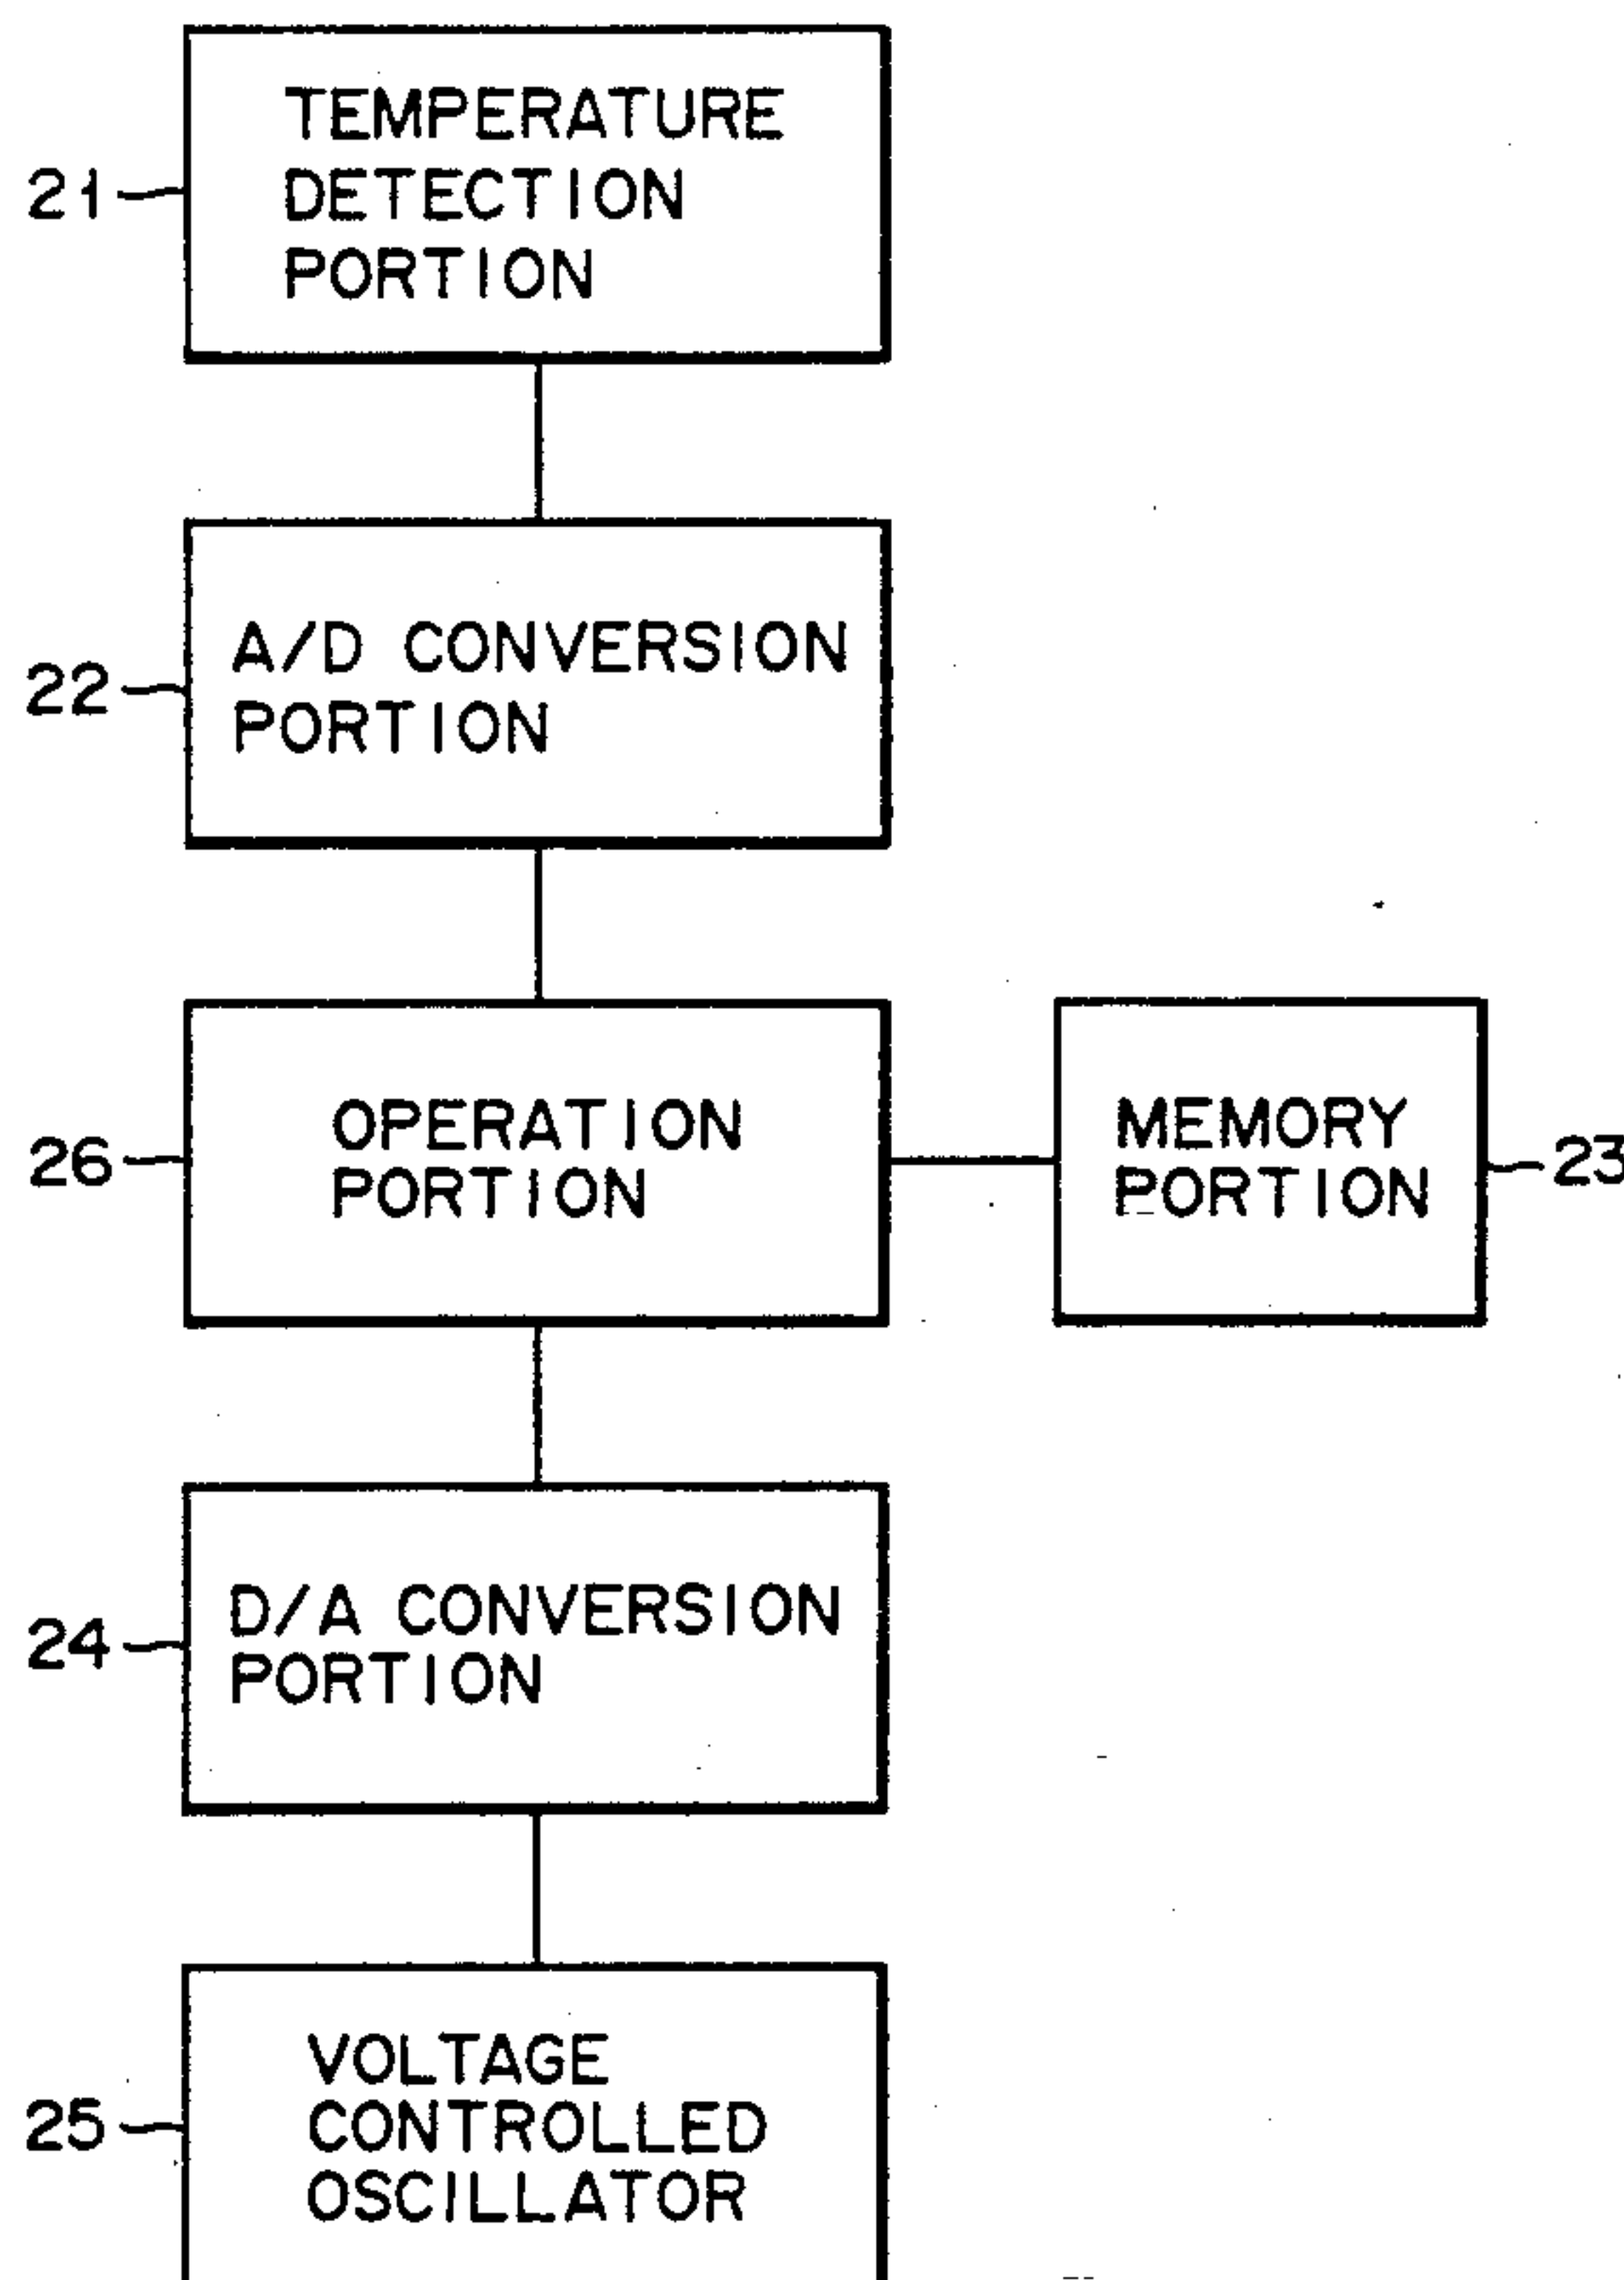 TEMPERATURE
DETECTION
PORTION
21
A/D CONVERSION
PORTION
22
OPERATION
PORTION
26
MEMORY
PORTION
23
D/A CONVERSION
PORTION
24
VOLTAGE
CONTROLLED
OSCILLATOR
25